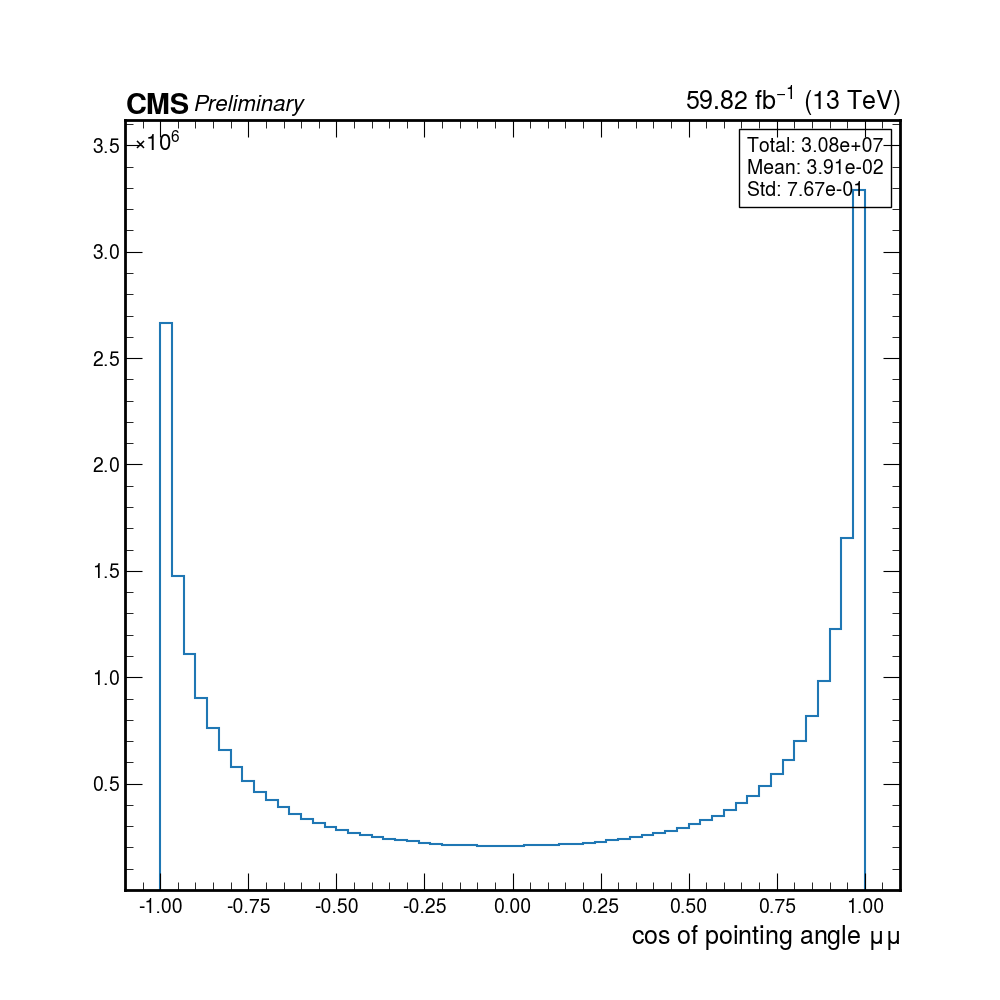 CMS Preliminary
59.82 fb⁻¹ (13 TeV)
×10⁶
Total: 3.08e+07
Mean: 3.91e-02
Std: 7.67e-01
3.5
3.0
2.5
2.0
1.5
1.0
0.5
-1.00 -0.75 -0.50 -0.25 0.00 0.25 0.50 0.75 1.00
cos of pointing angle μμ